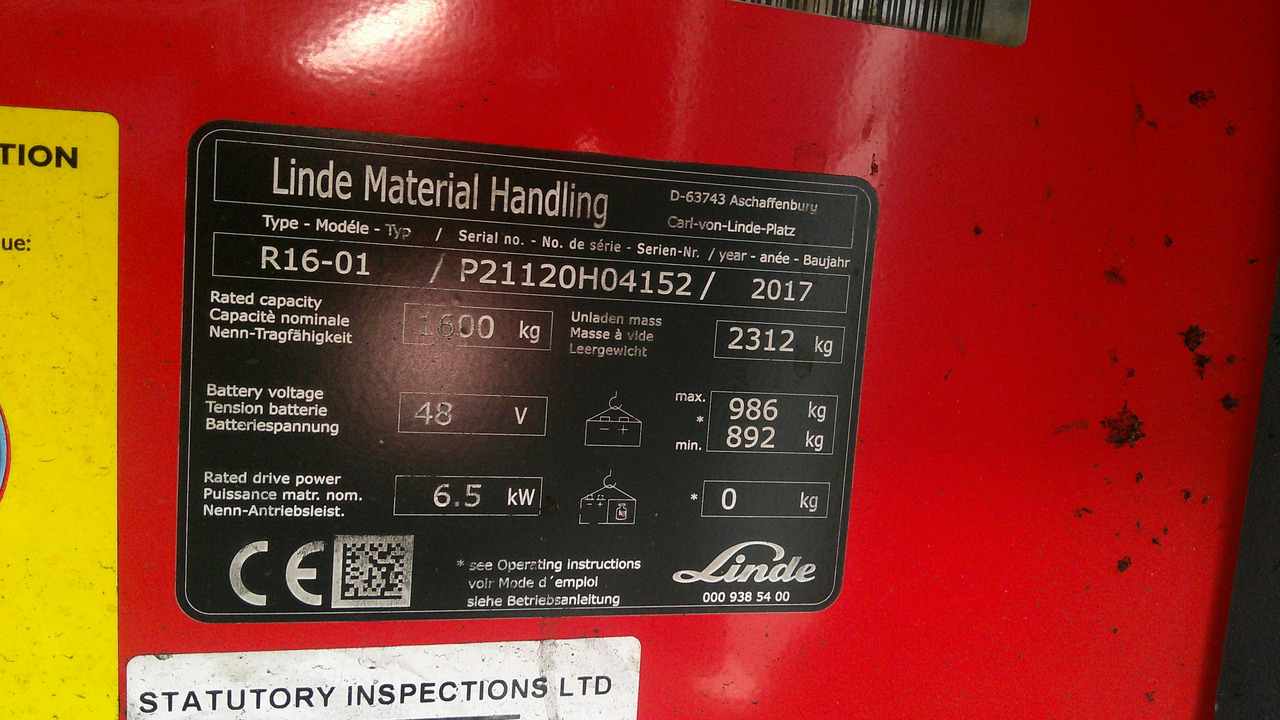 TION
ue:
Linde Material Handling
D-63743 Aschaffenburg
Carl-von-Linde-Platz
Type - Modéle - Typ / Serial no. - No. de série - Serien-Nr. / year - anée - Baujahr
R16-01 / P21120H04152 / 2017
Rated capacity
Capacitè nominale
Nenn-Tragfähigkeit
1600 kg
Unladen mass
Masse à vide
Leergewicht
2312 kg
Battery voltage
Tension batterie
Batteriespannung
48 V
max. 986 kg
*
min. 892 kg
Rated drive power
Puissance matr. nom.
Nenn-Antriebsleist.
6.5 kW
kg
* 0 kg
CE
* see Operating instructions
voir Mode d´emploi
siehe Betriebsanleitung
Linde
000 938 54 00
STATUTORY INSPECTIONS LTD